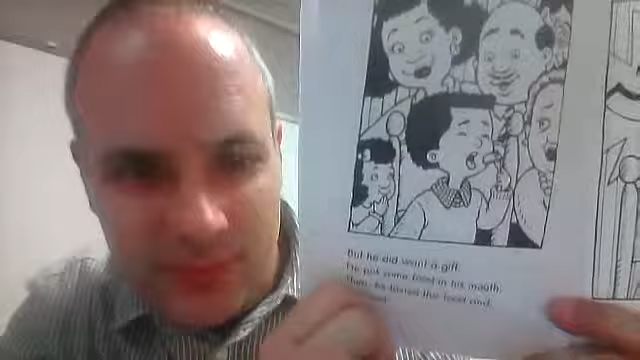 But he did want a gift.
He put some food in his mouth.
Then, he tasted the food and